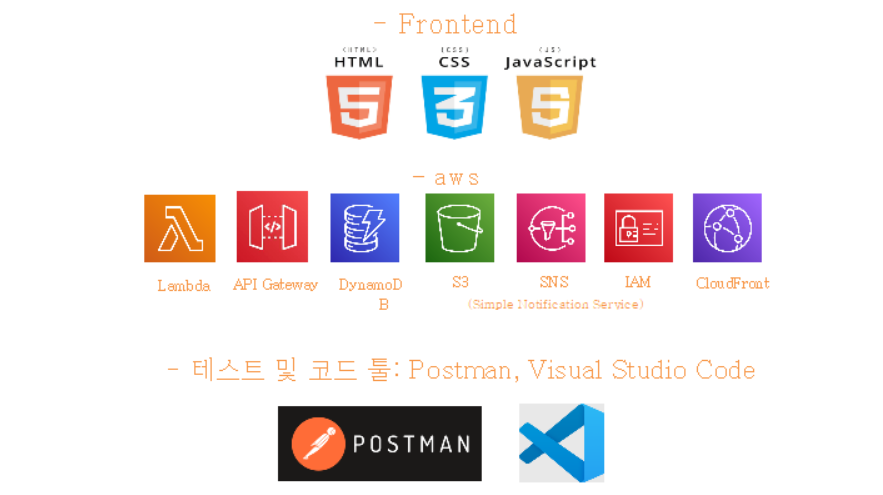 - Frontend
<HTML> {CSS} (JS)
HTML CSS JavaScript
5 3 5
- aws
Lambda API Gateway DynamoD S3 SNS IAM CloudFront
B (Simple Notification Service)
- 테스트 및 코드 툴: Postman, Visual Studio Code
POSTMAN